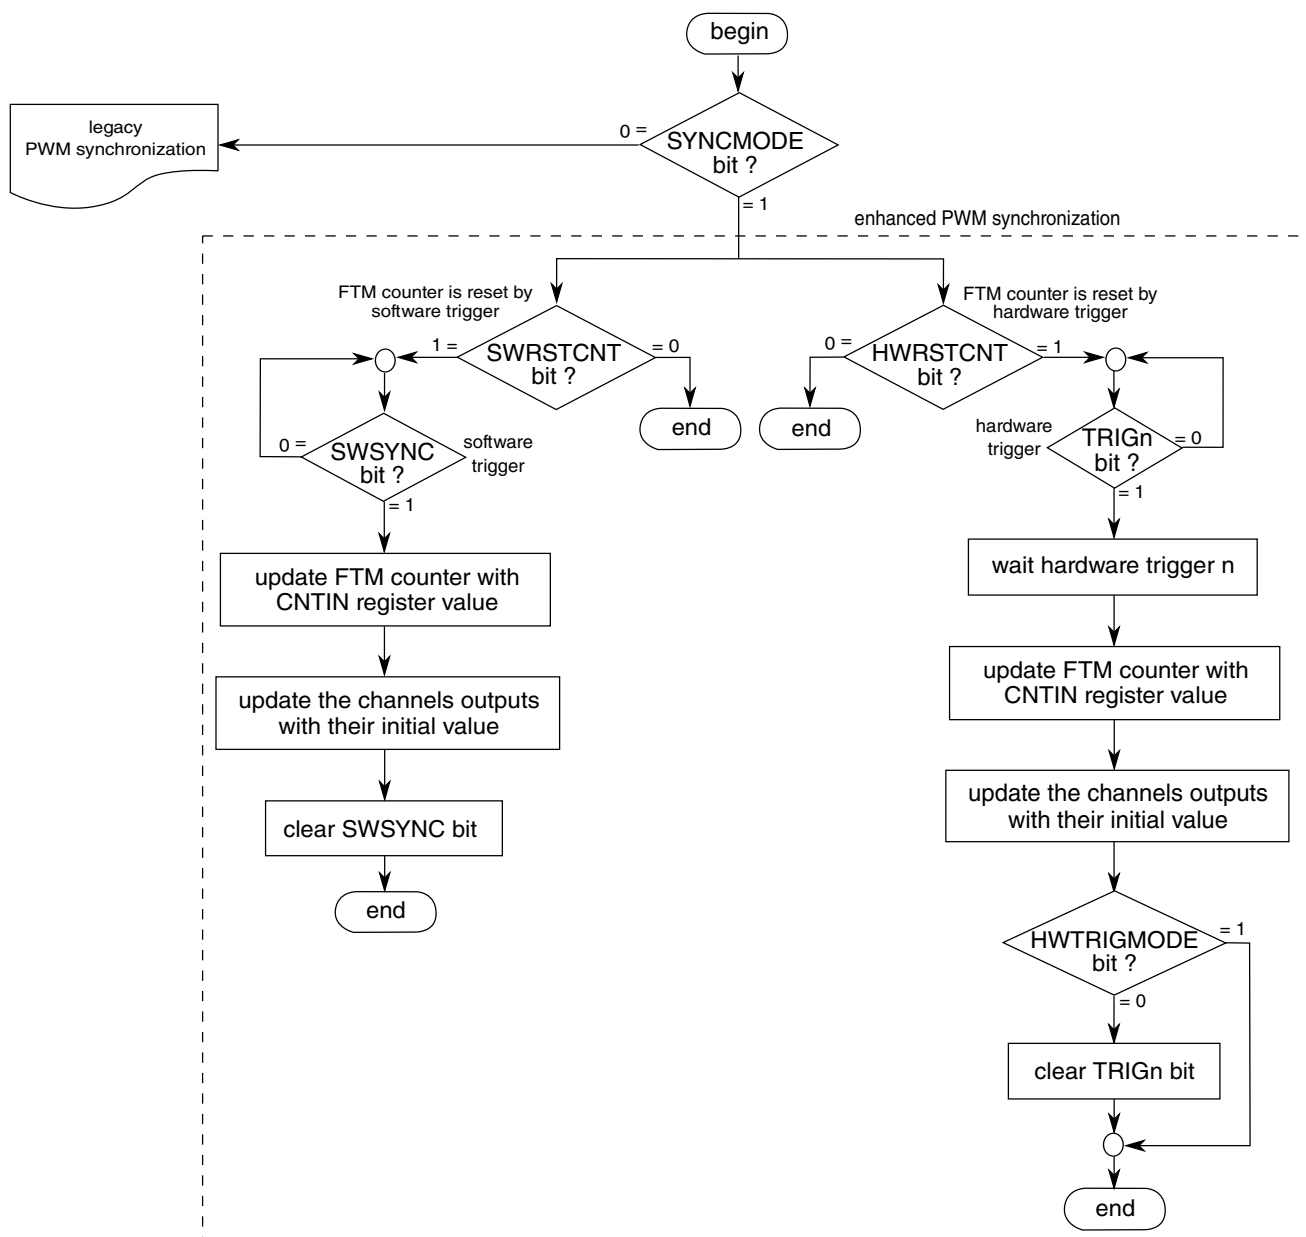 begin
legacy
PWM synchronization
0 =
SYNCMODE
bit ?
= 1
enhanced PWM synchronization
FTM counter is reset by
software trigger
1 =
SWRSTCNT
bit ?
= 0
end
FTM counter is reset by
hardware trigger
0 =
HWRSTCNT
bit ?
= 1
end
0 =
SWSYNC
bit ?
software
trigger
= 1
hardware
trigger
TRIGn
bit ?
= 0
= 1
update FTM counter with
CNTIN register value
update the channels outputs
with their initial value
clear SWSYNC bit
end
wait hardware trigger n
update FTM counter with
CNTIN register value
update the channels outputs
with their initial value
HWTRIGMODE
bit ?
= 1
= 0
clear TRIGn bit
end